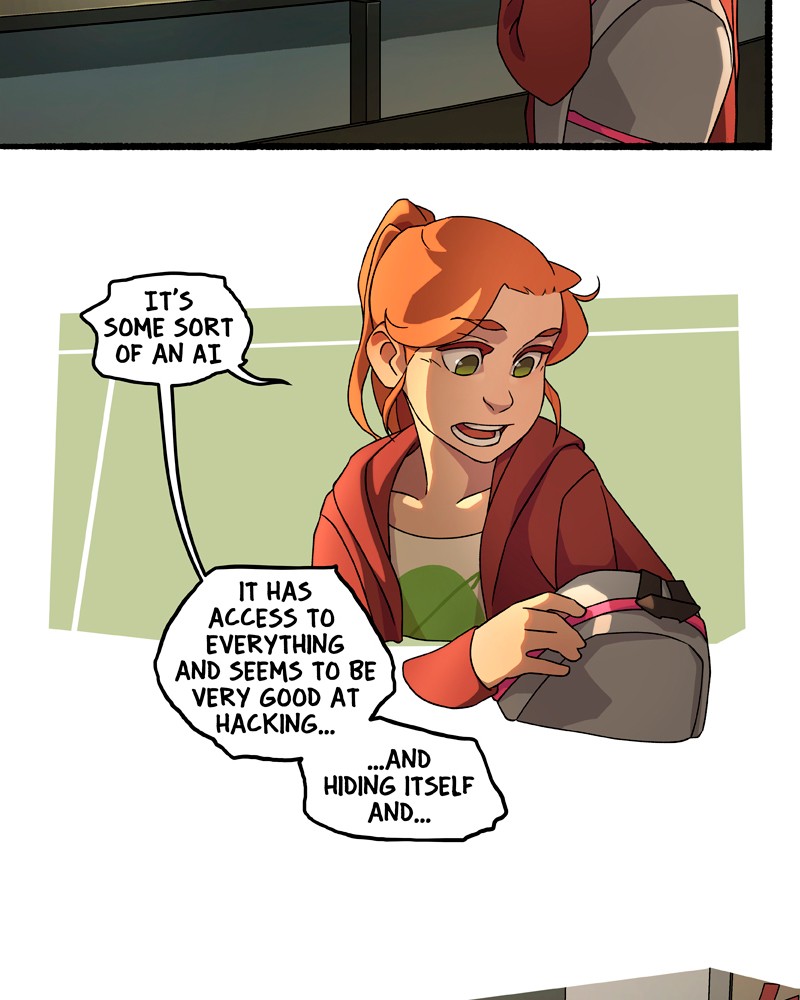 IT'S
SOME SORT
OF AN AI
IT HAS
ACCESS TO
EVERYTHING
AND SEEMS TO BE
VERY GOOD AT
HACKING...
...AND
HIDING ITSELF
AND...